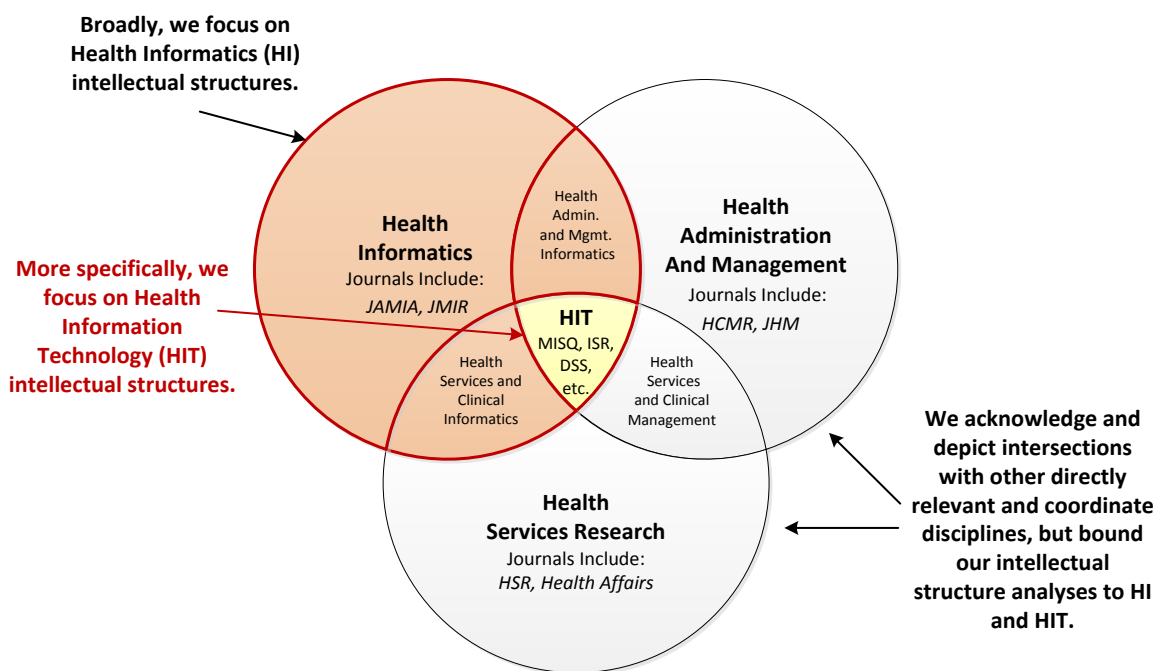 Broadly, we focus on
Health Informatics (HI)
intellectual structures.
Health
Informatics
Journals Include:
JAMIA, JMIR
Health
Admin.
and Mgmt.
Informatics
Health
Administration
And Management
Journals Include:
HCMR, JHM
More specifically, we
focus on Health
Information
Technology (HIT)
intellectual structures.
HIT
MISQ, ISR,
DSS,
etc.
Health
Services and
Clinical
Informatics
Health
Services
and Clinical
Management
Health
Services Research
Journals Include:
HSR, Health Affairs
We acknowledge and
depict intersections
with other directly
relevant and coordinate
disciplines, but bound
our intellectual
structure analyses to HI
and HIT.